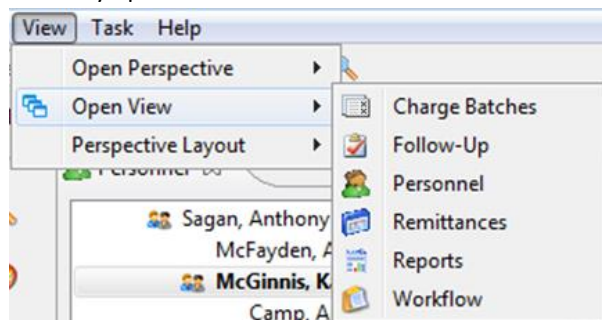 View Task Help
Open Perspective
Open View
Perspective Layout
Charge Batches
Follow-Up
Personnel
Remittances
Reports
Workflow
Personnel
Sagan, Anthony
McFayden, A
McGinnis, K
Camp, A